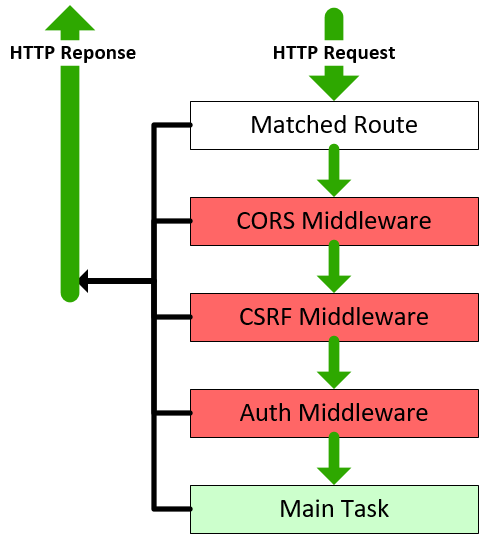 HTTP Reponse
HTTP Request
Matched Route
CORS Middleware
CSRF Middleware
Auth Middleware
Main Task